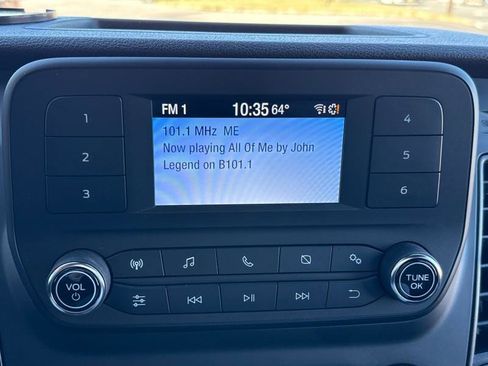 FM 1 10:35 64°
101.1 MHz ME
Now playing All Of Me by John
Legend on B101.1
1
2
3
4
5
6
VOL
TUNE
OK